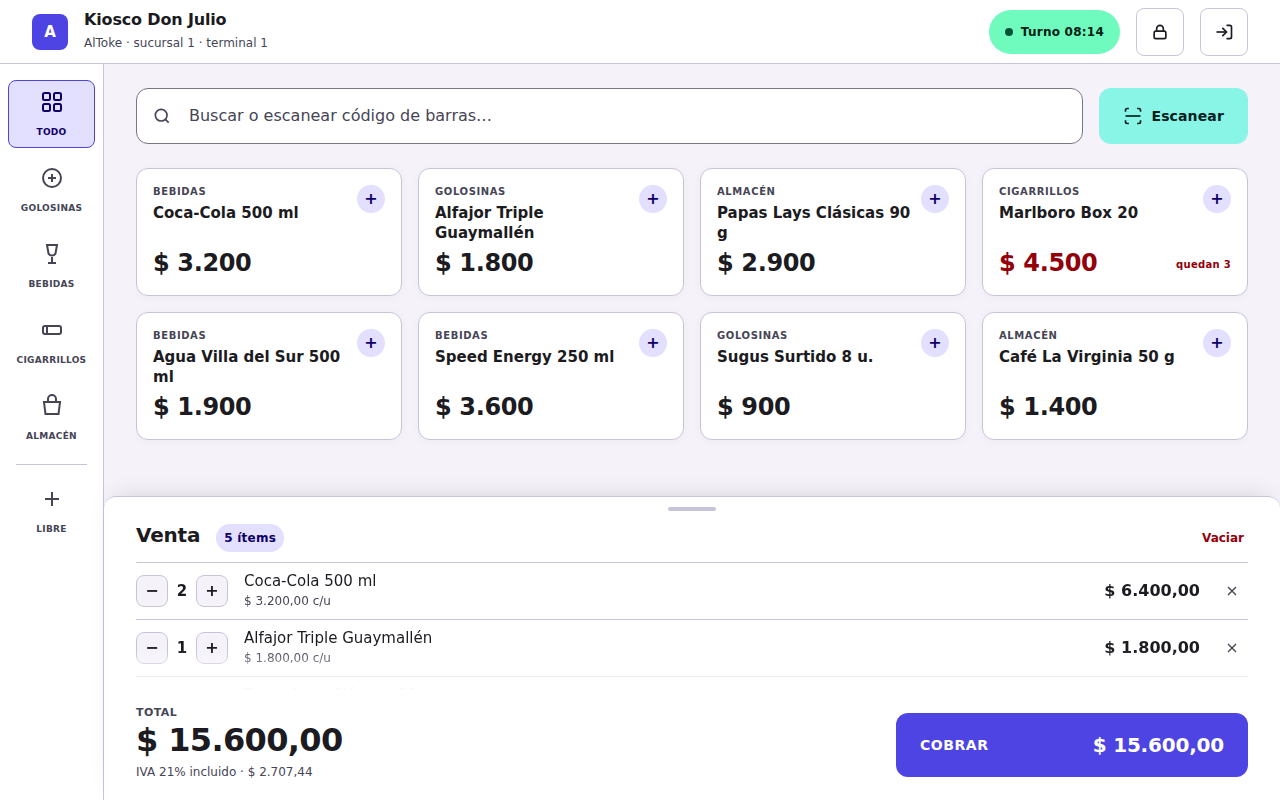 A
Kiosco Don Julio
AlToke · sucursal 1 · terminal 1
Turno 08:14
TODO
GOLOSINAS
BEBIDAS
CIGARRILLOS
ALMACÉN
LIBRE
Buscar o escanear código de barras...
Escanear
BEBIDAS
Coca-Cola 500 ml
$ 3.200
+
GOLOSINAS
Alfajor Triple
Guaymallén
$ 1.800
+
ALMACÉN
Papas Lays Clásicas 90
g
$ 2.900
+
CIGARRILLOS
Marlboro Box 20
$ 4.500
quedan 3
+
BEBIDAS
Agua Villa del Sur 500
ml
$ 1.900
+
BEBIDAS
Speed Energy 250 ml
$ 3.600
+
GOLOSINAS
Sugus Surtido 8 u.
$ 900
+
ALMACÉN
Café La Virginia 50 g
$ 1.400
+
Venta
5 ítems
Vaciar
− 2 +
Coca-Cola 500 ml
$ 3.200,00 c/u
$ 6.400,00
×
− 1 +
Alfajor Triple Guaymallén
$ 1.800,00 c/u
$ 1.800,00
×
TOTAL
$ 15.600,00
IVA 21% incluido · $ 2.707,44
COBRAR
$ 15.600,00